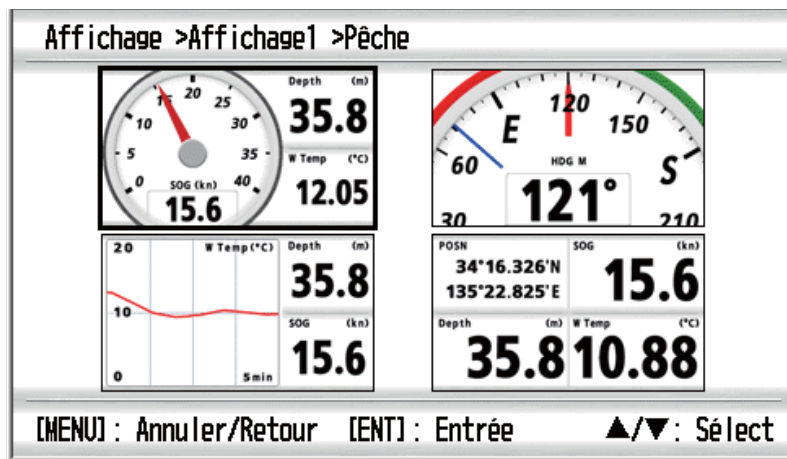 Affichage >Affichage1 >Pêche
0 5 10 15 20 25 30 35 40
SOG (kn)
15.6
Depth (m)
35.8
W Temp (°C)
12.05
30 60 E 120 150 S 210
HDG M
121°
20 W Temp(°C)
10
0 5min
Depth (m)
35.8
SOG (kn)
15.6
POSN
34°16.326'N
135°22.825'E
SOG (kn)
15.6
Depth (m)
35.8
W Temp (°C)
10.88
[MENU] : Annuler/Retour [ENT] : Entrée ▲/▼: Sélect